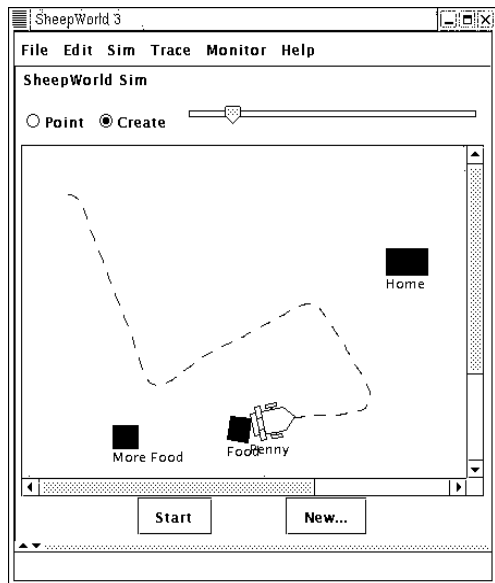 SheepWorld 3
File Edit Sim Trace Monitor Help
SheepWorld Sim
Point Create
Home
More Food
Food
Penny
Start New...